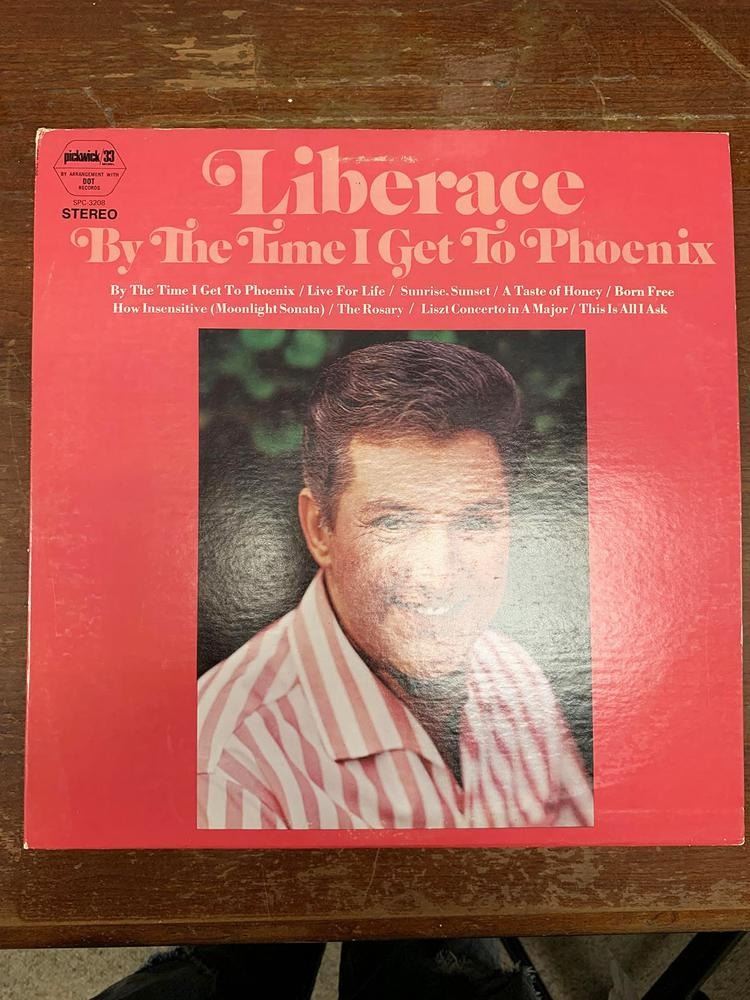 pickwick/33
RECORDS
BY ARRANGEMENT WITH
DOT
RECORDS
SPC-3208
STEREO
Liberace
By The Time I Get To Phoenix
By The Time I Get To Phoenix / Live For Life / Sunrise. Sunset / A Taste of Honey / Born Free
How Insensitive (Moonlight Sonata) / The Rosary / Liszt Concerto in A Major / This Is All I Ask